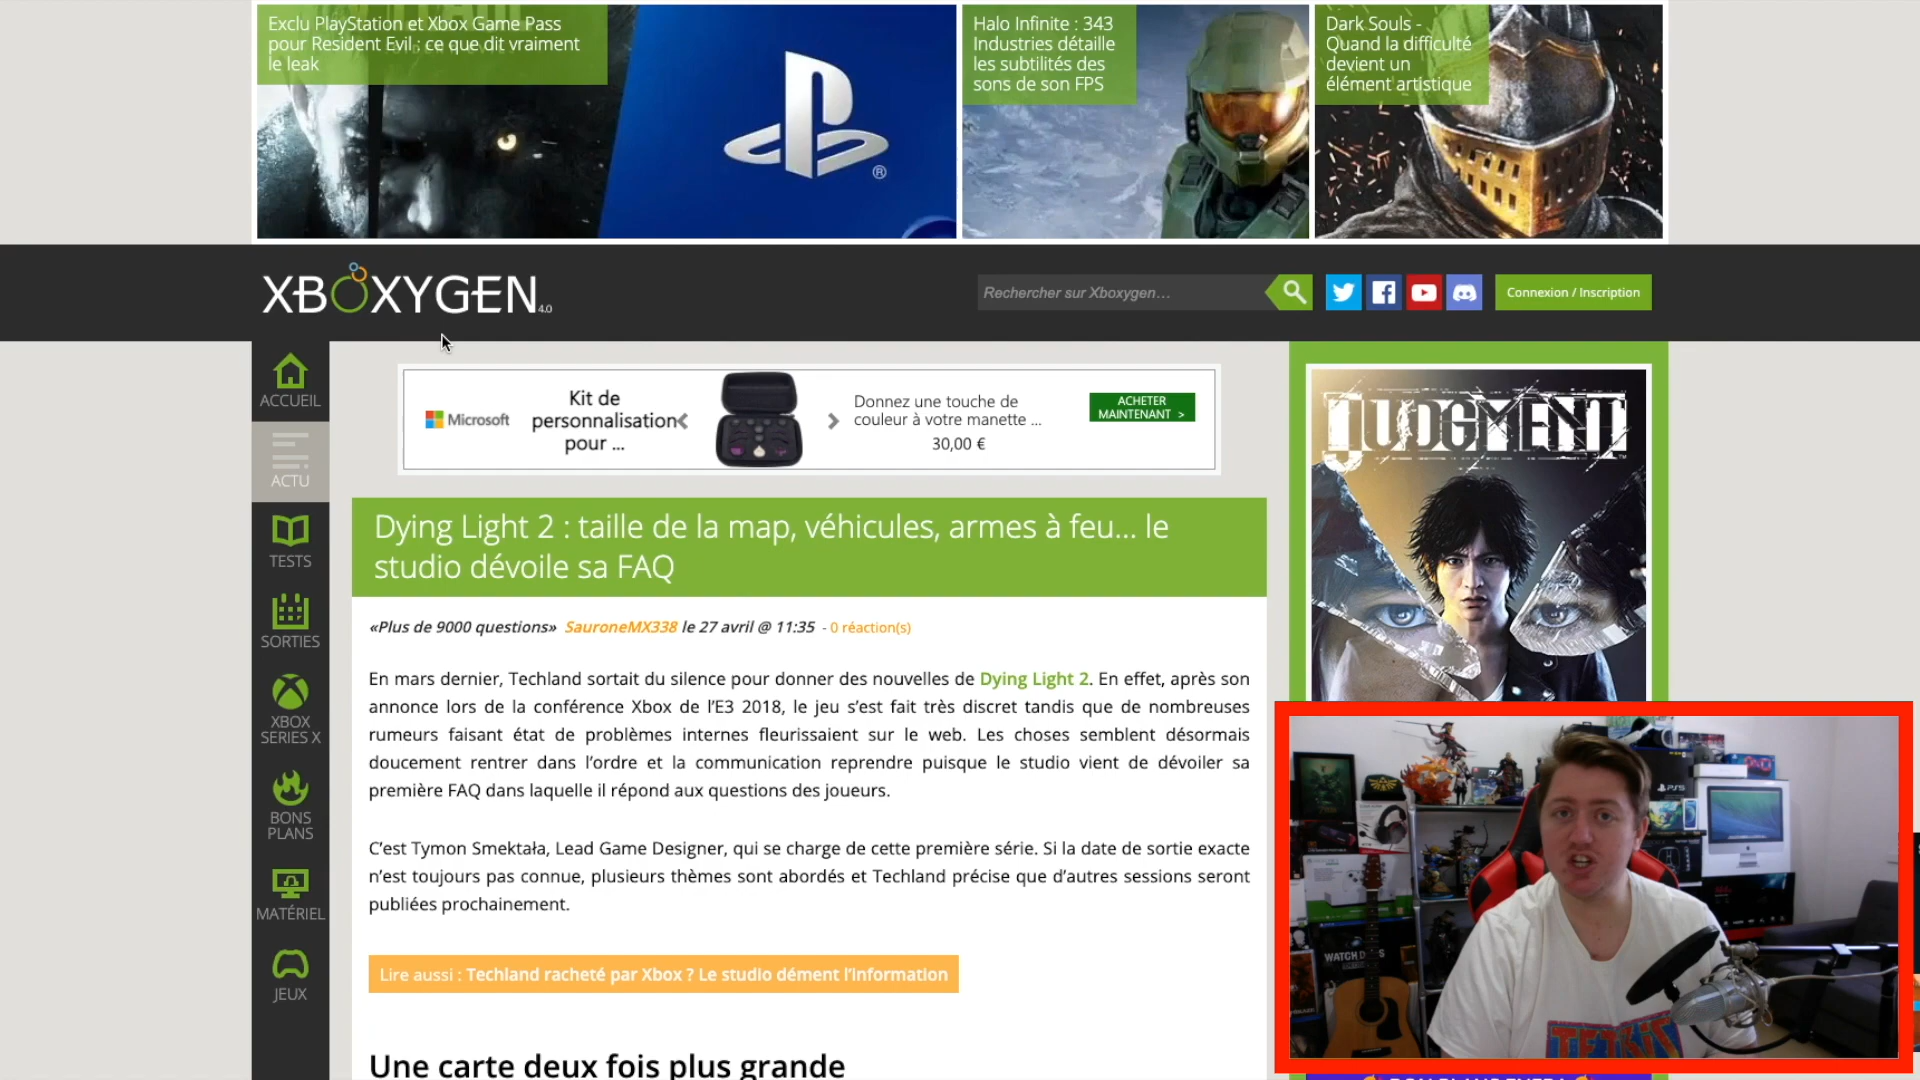 Exclu PlayStation et Xbox Game Pass
pour Resident Evil : ce que dit vraiment
le leak
Halo Infinite : 343
Industries détaille
les subtilités des
sons de son FPS
Dark Souls -
Quand la difficulté
devient un
élément artistique
®
XBOXYGEN 4.0
Rechercher sur Xboxygen...
Connexion / Inscription
ACCUEIL
ACTU
TESTS
SORTIES
XBOX
SERIES X
BONS
PLANS
MATÉRIEL
JEUX
Microsoft
Kit de
personnalisation
pour ...
Donnez une touche de
couleur à votre manette ...
30,00 €
ACHETER
MAINTENANT >
JUDGMENT
Dying Light 2 : taille de la map, véhicules, armes à feu... le
studio dévoile sa FAQ
«Plus de 9000 questions» SauroneMX338 le 27 avril @ 11:35 - 0 réaction(s)
En mars dernier, Techland sortait du silence pour donner des nouvelles de Dying Light 2. En effet, après son
annonce lors de la conférence Xbox de l'E3 2018, le jeu s'est fait très discret tandis que de nombreuses
rumeurs faisant état de problèmes internes fleurissaient sur le web. Les choses semblent désormais
doucement rentrer dans l'ordre et la communication reprendre puisque le studio vient de dévoiler sa
première FAQ dans laquelle il répond aux questions des joueurs.
C'est Tymon Smektała, Lead Game Designer, qui se charge de cette première série. Si la date de sortie exacte
n'est toujours pas connue, plusieurs thèmes sont abordés et Techland précise que d'autres sessions seront
publiées prochainement.
Lire aussi : Techland racheté par Xbox ? Le studio dément l'information
Une carte deux fois plus grande
PS5
WATCH DOGS
TETRIS